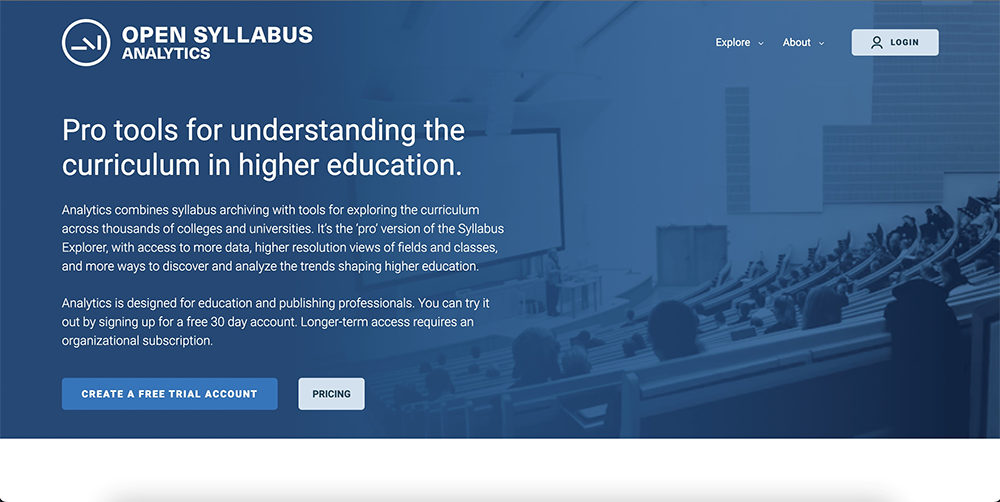 OPEN SYLLABUS
ANALYTICS
Explore
About
LOGIN
Pro tools for understanding the
curriculum in higher education.
Analytics combines syllabus archiving with tools for exploring the curriculum
across thousands of colleges and universities. It's the 'pro' version of the Syllabus
Explorer, with access to more data, higher resolution views of fields and classes,
and more ways to discover and analyze the trends shaping higher education.
Analytics is designed for education and publishing professionals. You can try it
out by signing up for a free 30 day account. Longer-term access requires an
organizational subscription.
CREATE A FREE TRIAL ACCOUNT
PRICING